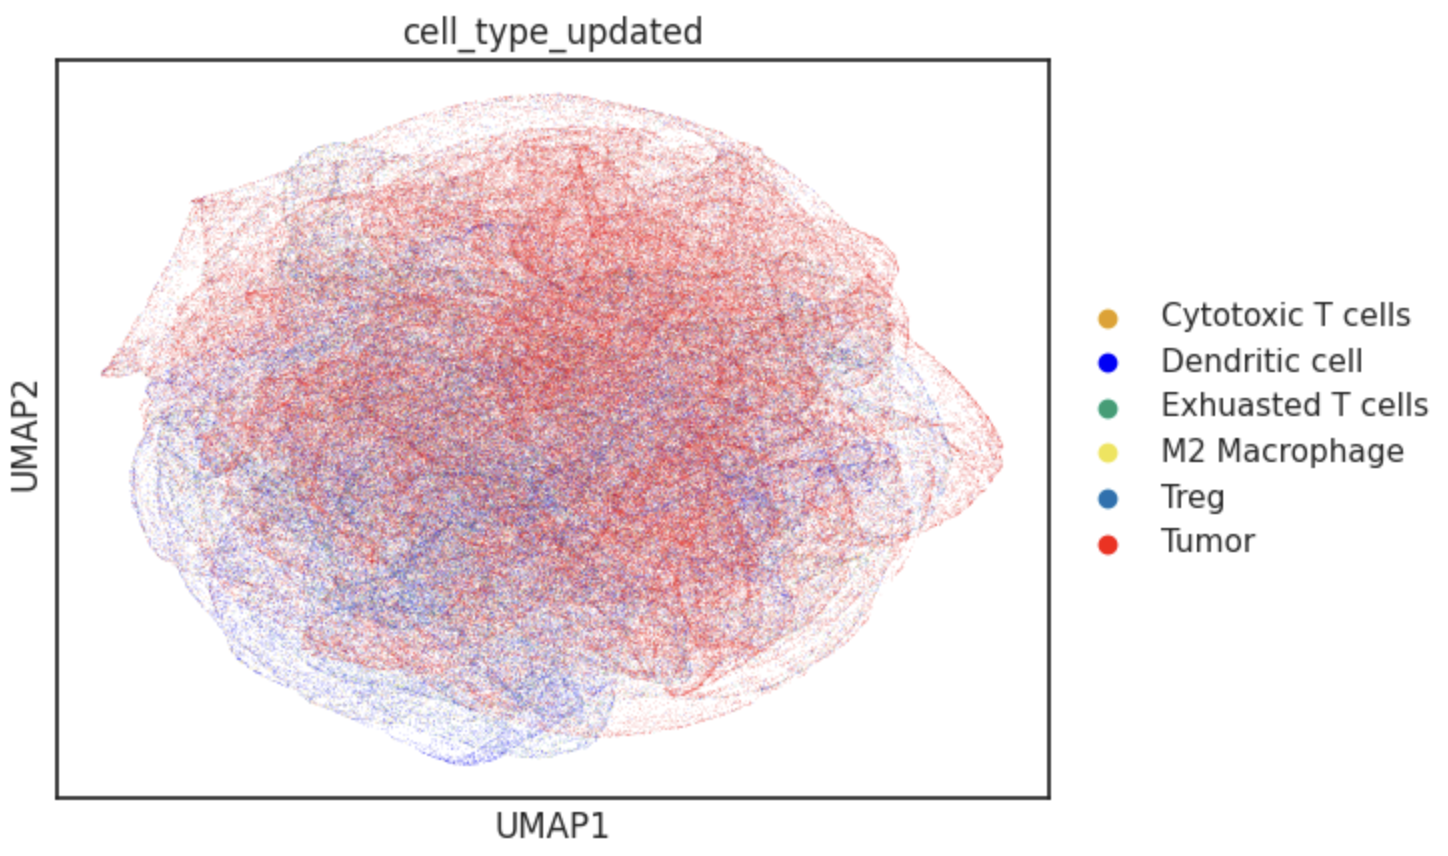 cell_type_updated
UMAP2
UMAP1
Cytotoxic T cells
Dendritic cell
Exhuasted T cells
M2 Macrophage
Treg
Tumor